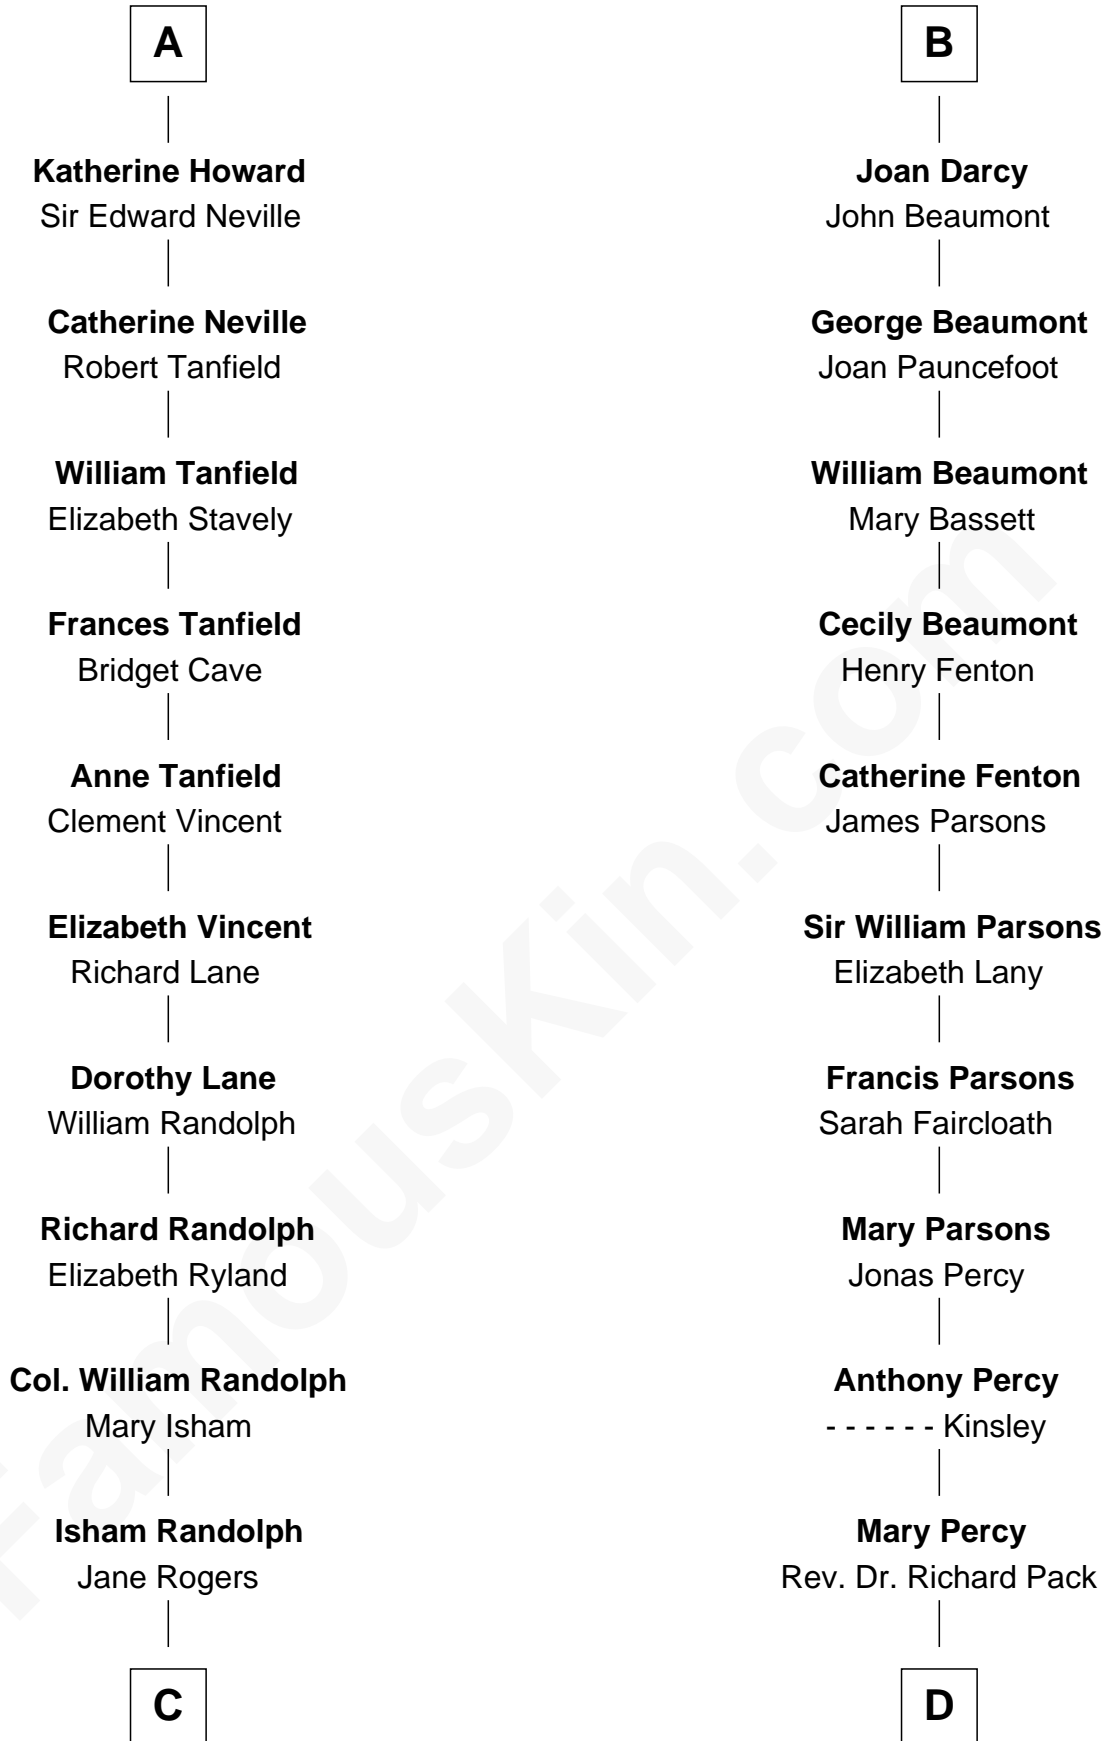 A
Katherine Howard
Sir Edward Neville
Catherine Neville
Robert Tanfield
William Tanfield
Elizabeth Stavely
Frances Tanfield
Bridget Cave
Anne Tanfield
Clement Vincent
Elizabeth Vincent
Richard Lane
Dorothy Lane
William Randolph
Richard Randolph
Elizabeth Ryland
Col. William Randolph
Mary Isham
Isham Randolph
Jane Rogers
C
B
Joan Darcy
John Beaumont
George Beaumont
Joan Pauncefoot
William Beaumont
Mary Bassett
Cecily Beaumont
Henry Fenton
Catherine Fenton
James Parsons
Sir William Parsons
Elizabeth Lany
Francis Parsons
Sarah Faircloath
Mary Parsons
Jonas Percy
Anthony Percy
- - - - - - Kinsley
Mary Percy
Rev. Dr. Richard Pack
D
FamousKin.com